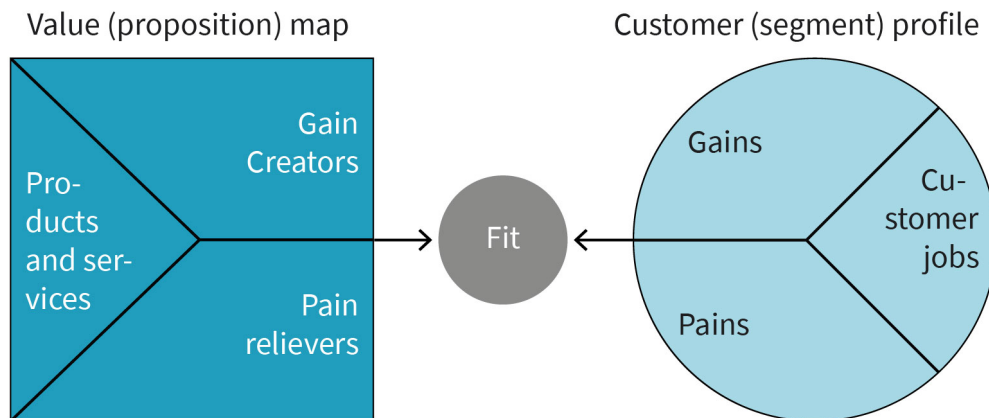 Value (proposition) map
Customer (segment) profile
Gain
Creators
Pro-
ducts
and ser-
vices
Pain
relievers
Fit
Gains
Cu-
stomer
jobs
Pains